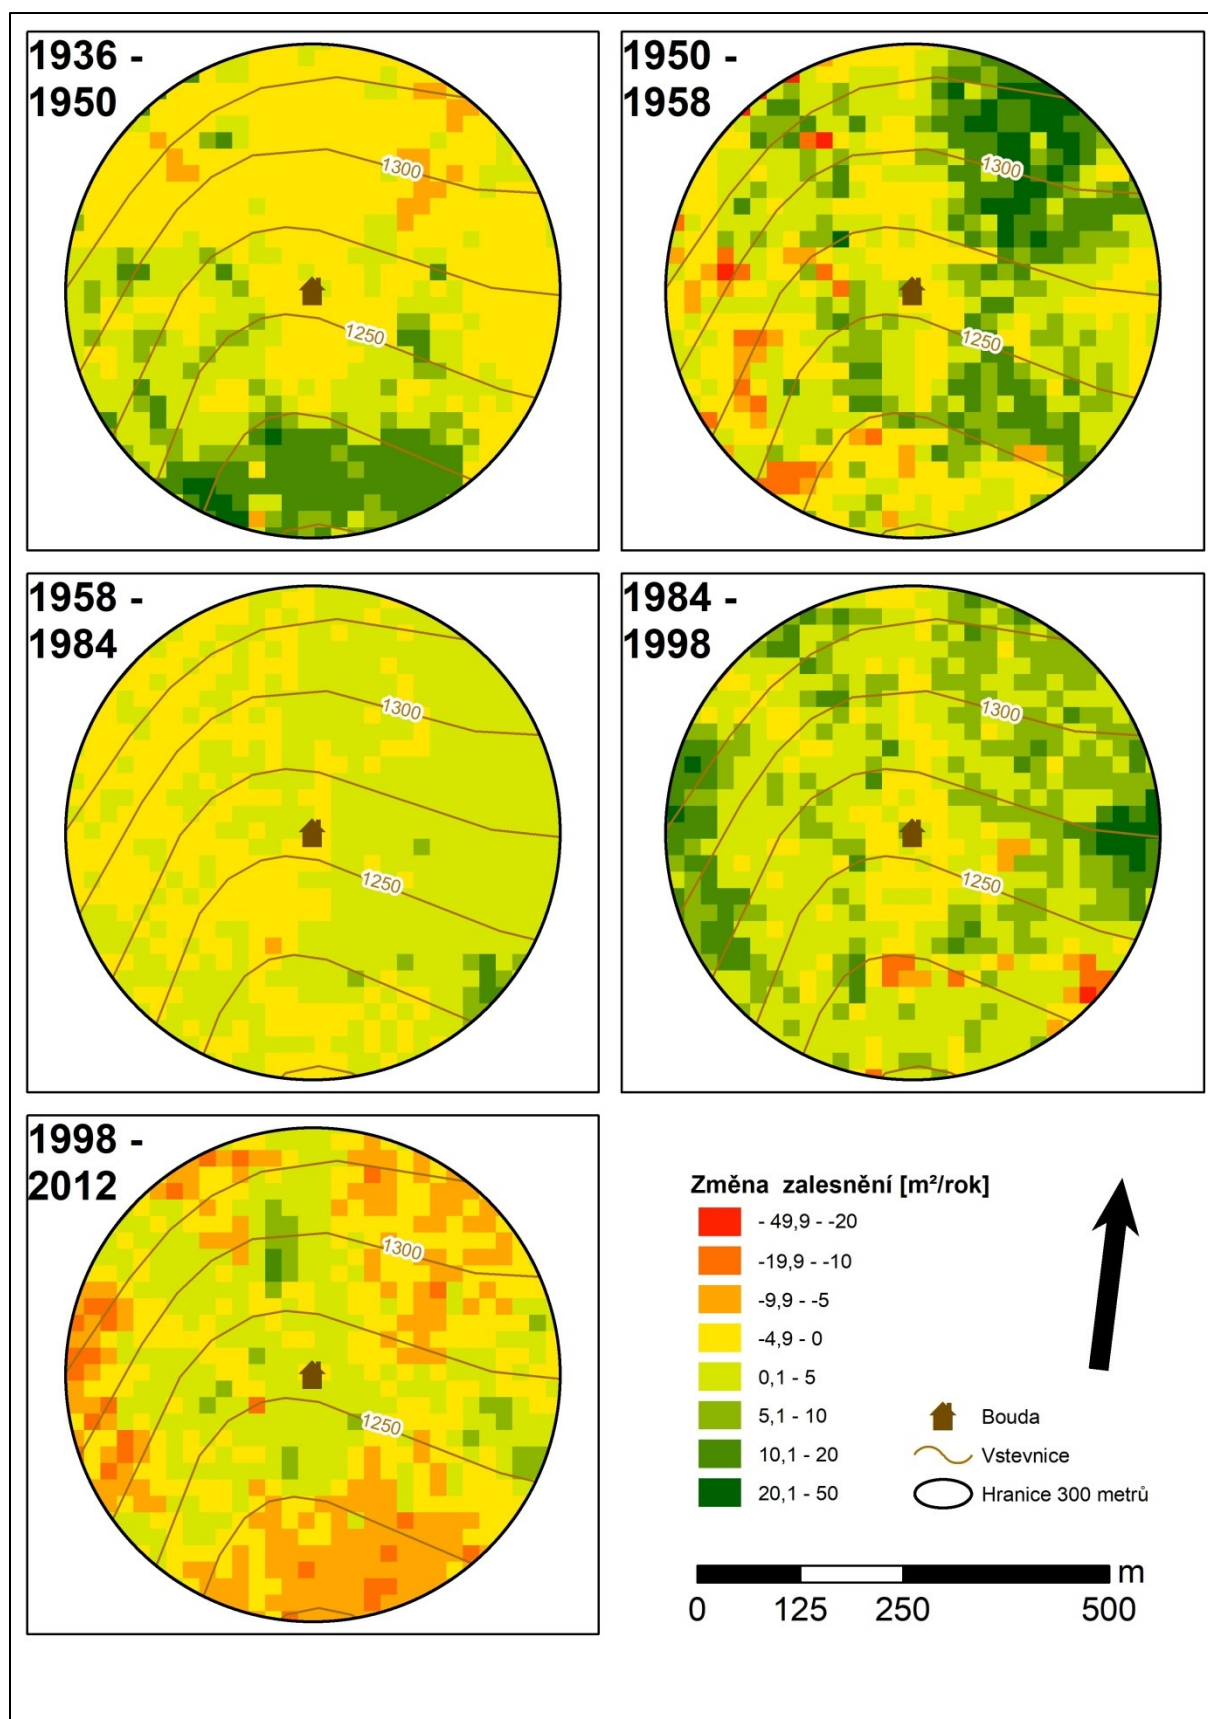 1936 -
1950
1300
1250
1950 -
1958
1300
1250
1958 -
1984
1300
1250
1984 -
1998
1300
1250
1998 -
2012
1300
1250
Změna zalesnění [m²/rok]
- 49,9 - -20
-19,9 - -10
-9,9 - -5
-4,9 - 0
0,1 - 5
5,1 - 10
10,1 - 20
20,1 - 50
Bouda
Vstevnice
Hranice 300 metrů
m
0 125 250 500